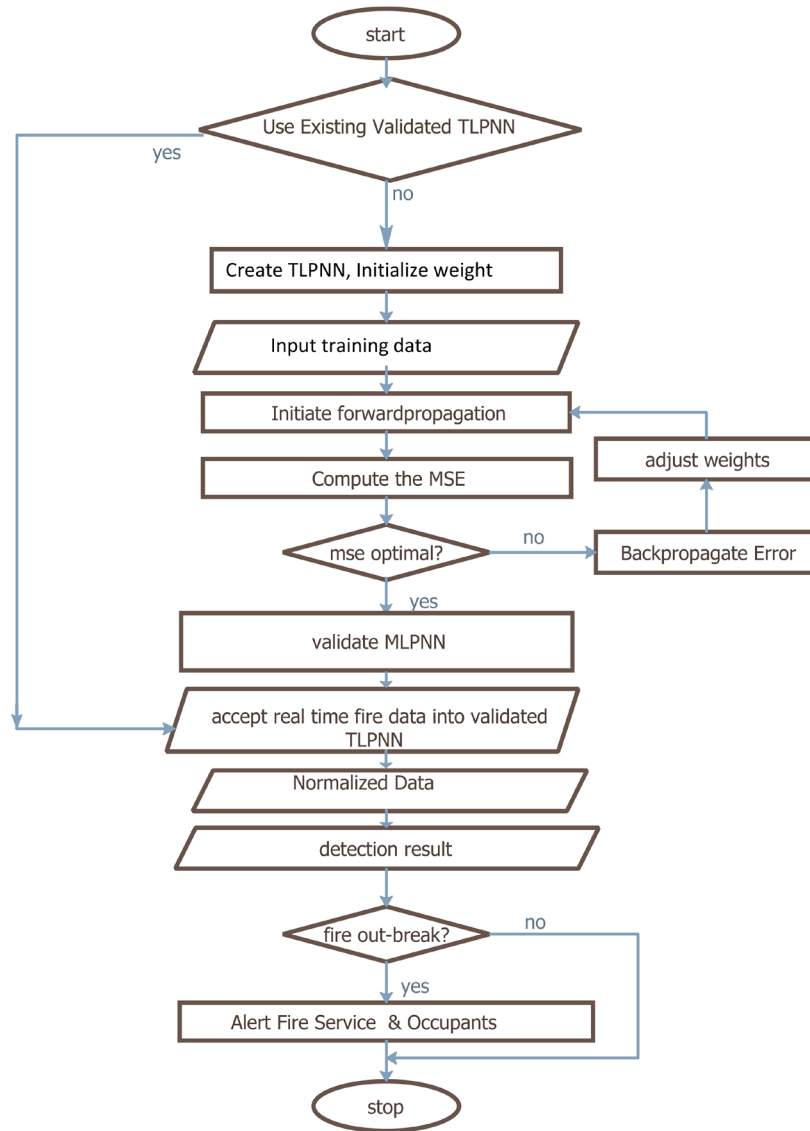 start
Use Existing Validated TLPNN
yes
no
Create TLPNN, Initialize weight
Input training data
Initiate forwardpropagation
adjust weights
Compute the MSE
mse optimal?
no
Backpropagate Error
yes
validate MLPNN
accept real time fire data into validated
TLPNN
Normalized Data
detection result
fire out-break?
no
yes
Alert Fire Service & Occupants
stop